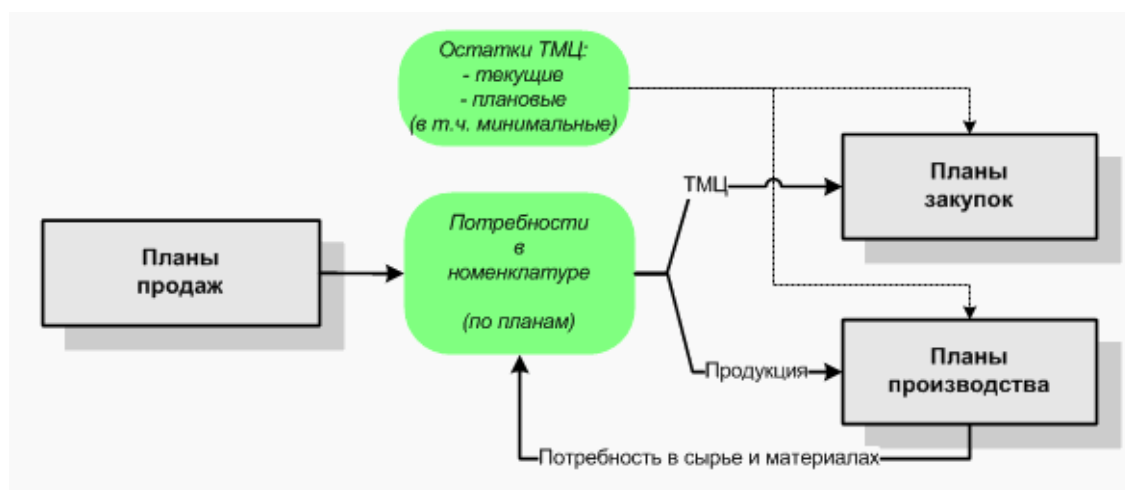 Остатки ТМЦ:
- текущие
- плановые
(в т.ч. минимальные)
Планы
закупок
ТМЦ
Потребности
в
номенклатуре
(по планам)
Планы
продаж
Планы
производства
Продукция
Потребность в сырье и материалах